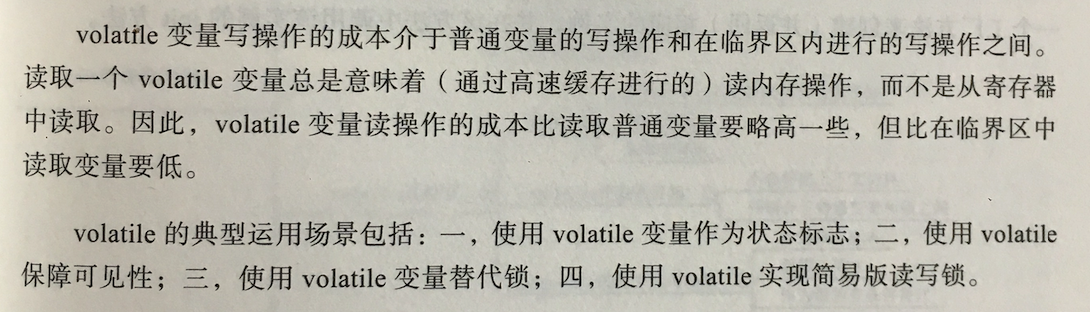 volatile 变量写操作的成本介于普通变量的写操作和在临界区内进行的写操作之间。
读取一个 volatile 变量总是意味着（通过高速缓存进行的）读内存操作，而不是从寄存器
中读取。因此，volatile 变量读操作的成本比读取普通变量要略高一些，但比在临界区中
读取变量要低。
volatile 的典型运用场景包括：一，使用 volatile 变量作为状态标志；二，使用 volatile
保障可见性；三，使用 volatile 变量替代锁；四，使用 volatile 实现简易版读写锁。